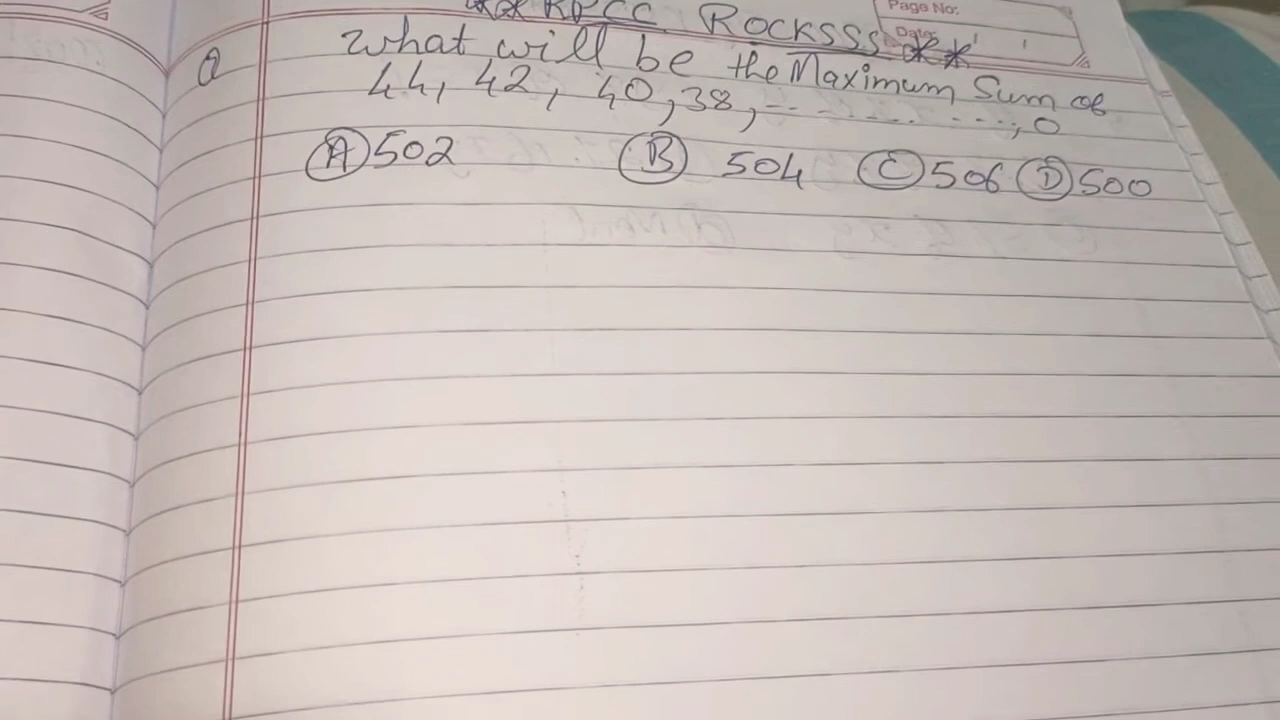 ** KPCC Rocksss **
Page No:
Date:
Q what will be the Maximum Sum of
44, 42, 40, 38, ............, 0
(A) 502 (B) 504 (C) 506 (D) 500